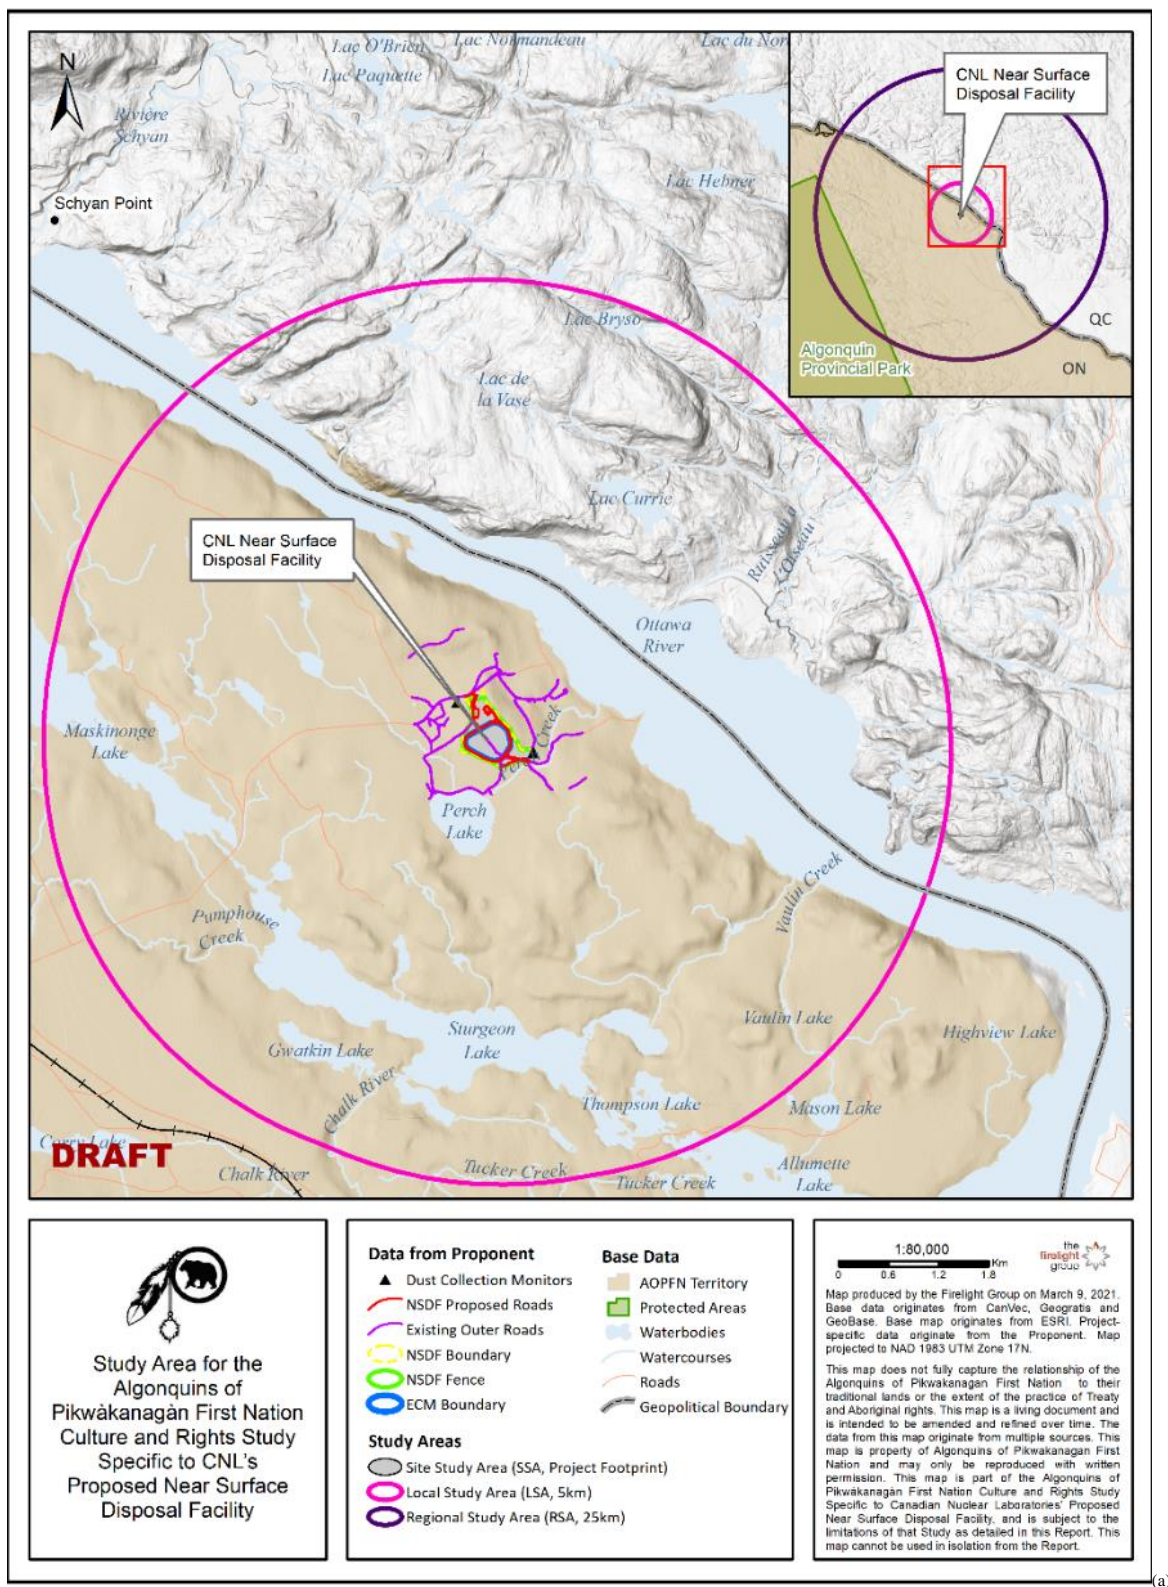 Lac O'Brien
Lac Normandeau
Lac du Nor
Lac Paquette
N
Rivière
Schyan
CNL Near Surface
Disposal Facility
Lac Hebner
Schyan Point
Lac Bryso
QC
Algonquin
Provincial Park
ON
Lac de
la Vase
Lac Currie
CNL Near Surface
Disposal Facility
Ruisseau à
L'Oiseau
Ottawa
River
Maskinonge
Lake
Creek
Perch
Lake
Vaulin Creek
Pumphouse
Creek
Sturgeon
Lake
Vaulin Lake
Highview Lake
Gwatkin Lake
Chalk River
Thompson Lake
Mason Lake
Corry Lake
DRAFT
Chalk River
Tucker Creek
Tucker Creek
Allumette
Lake
Study Area for the
Algonquins of
Pikwàkanagàn First Nation
Culture and Rights Study
Specific to CNL's
Proposed Near Surface
Disposal Facility
Data from Proponent
Dust Collection Monitors
NSDF Proposed Roads
Existing Outer Roads
NSDF Boundary
NSDF Fence
ECM Boundary
Study Areas
Site Study Area (SSA, Project Footprint)
Local Study Area (LSA, 5km)
Regional Study Area (RSA, 25km)
Base Data
AOPFN Territory
Protected Areas
Waterbodies
Watercourses
Roads
Geopolitical Boundary
1:80,000
Km
0 0.6 1.2 1.8
the
firelight
group
Map produced by the Firelight Group on March 9, 2021.
Base data originates from CanVec, Geogratis and
GeoBase. Base map originates from ESRI. Project-
specific data originate from the Proponent. Map
projected to NAD 1983 UTM Zone 17N.
This map does not fully capture the relationship of the
Algonquins of Pikwakanagan First Nation to their
traditional lands or the extent of the practice of Treaty
and Aboriginal rights. This map is a living document and
is intended to be amended and refined over time. The
data from this map originate from multiple sources. This
map is property of Algonquins of Pikwakanagan First
Nation and may only be reproduced with written
permission. This map is part of the Algonquins of
Pikwàkanagàn First Nation Culture and Rights Study
Specific to Canadian Nuclear Laboratories' Proposed
Near Surface Disposal Facility, and is subject to the
limitations of that Study as detailed in this Report. This
map cannot be used in isolation from the Report.
(a)